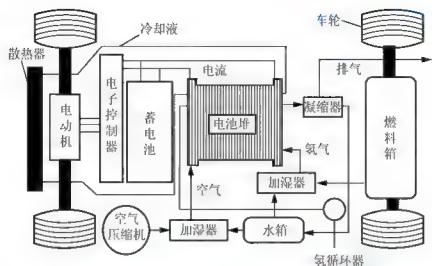 冷却液
车轮
散热器
电流
排气
电动机
电子控制器
蓄电池
电池堆
凝缩器
燃料箱
氢气
空气
加湿器
空气
压缩机
加湿器
水箱
氢循环器